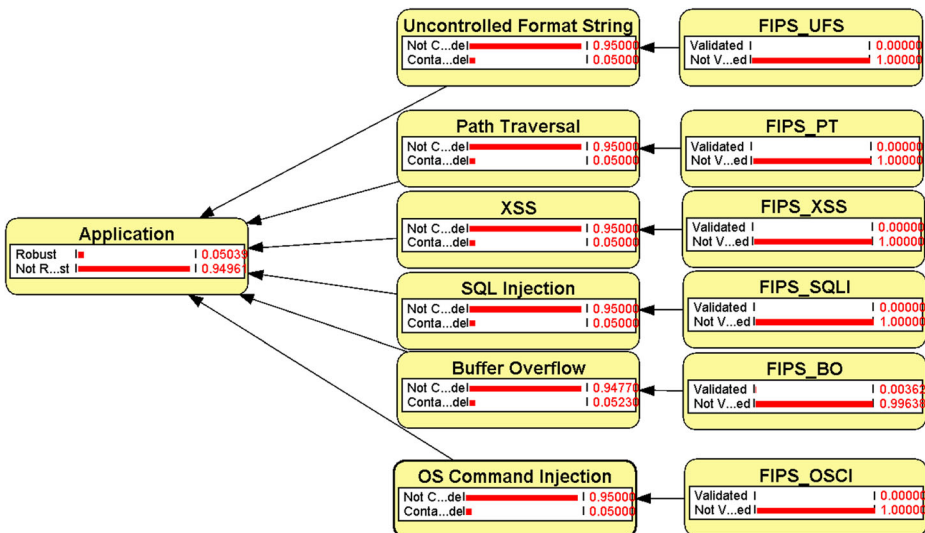 Uncontrolled Format String
Not C...del 0.95000
Conta...del 0.05000
FIPS_UFS
Validated 0.00000
Not V...ed 1.00000
Path Traversal
Not C...del 0.95000
Conta...del 0.05000
FIPS_PT
Validated 0.00000
Not V...ed 1.00000
XSS
Not C...del 0.95000
Conta...del 0.05000
FIPS_XSS
Validated 0.00000
Not V...ed 1.00000
Application
Robust 0.05039
Not R...st 0.94961
SQL Injection
Not C...del 0.95000
Conta...del 0.05000
FIPS_SQLI
Validated 0.00000
Not V...ed 1.00000
Buffer Overflow
Not C...del 0.94770
Conta...del 0.05230
FIPS_BO
Validated 0.00362
Not V...ed 0.99638
OS Command Injection
Not C...del 0.95000
Conta...del 0.05000
FIPS_OSCI
Validated 0.00000
Not V...ed 1.00000